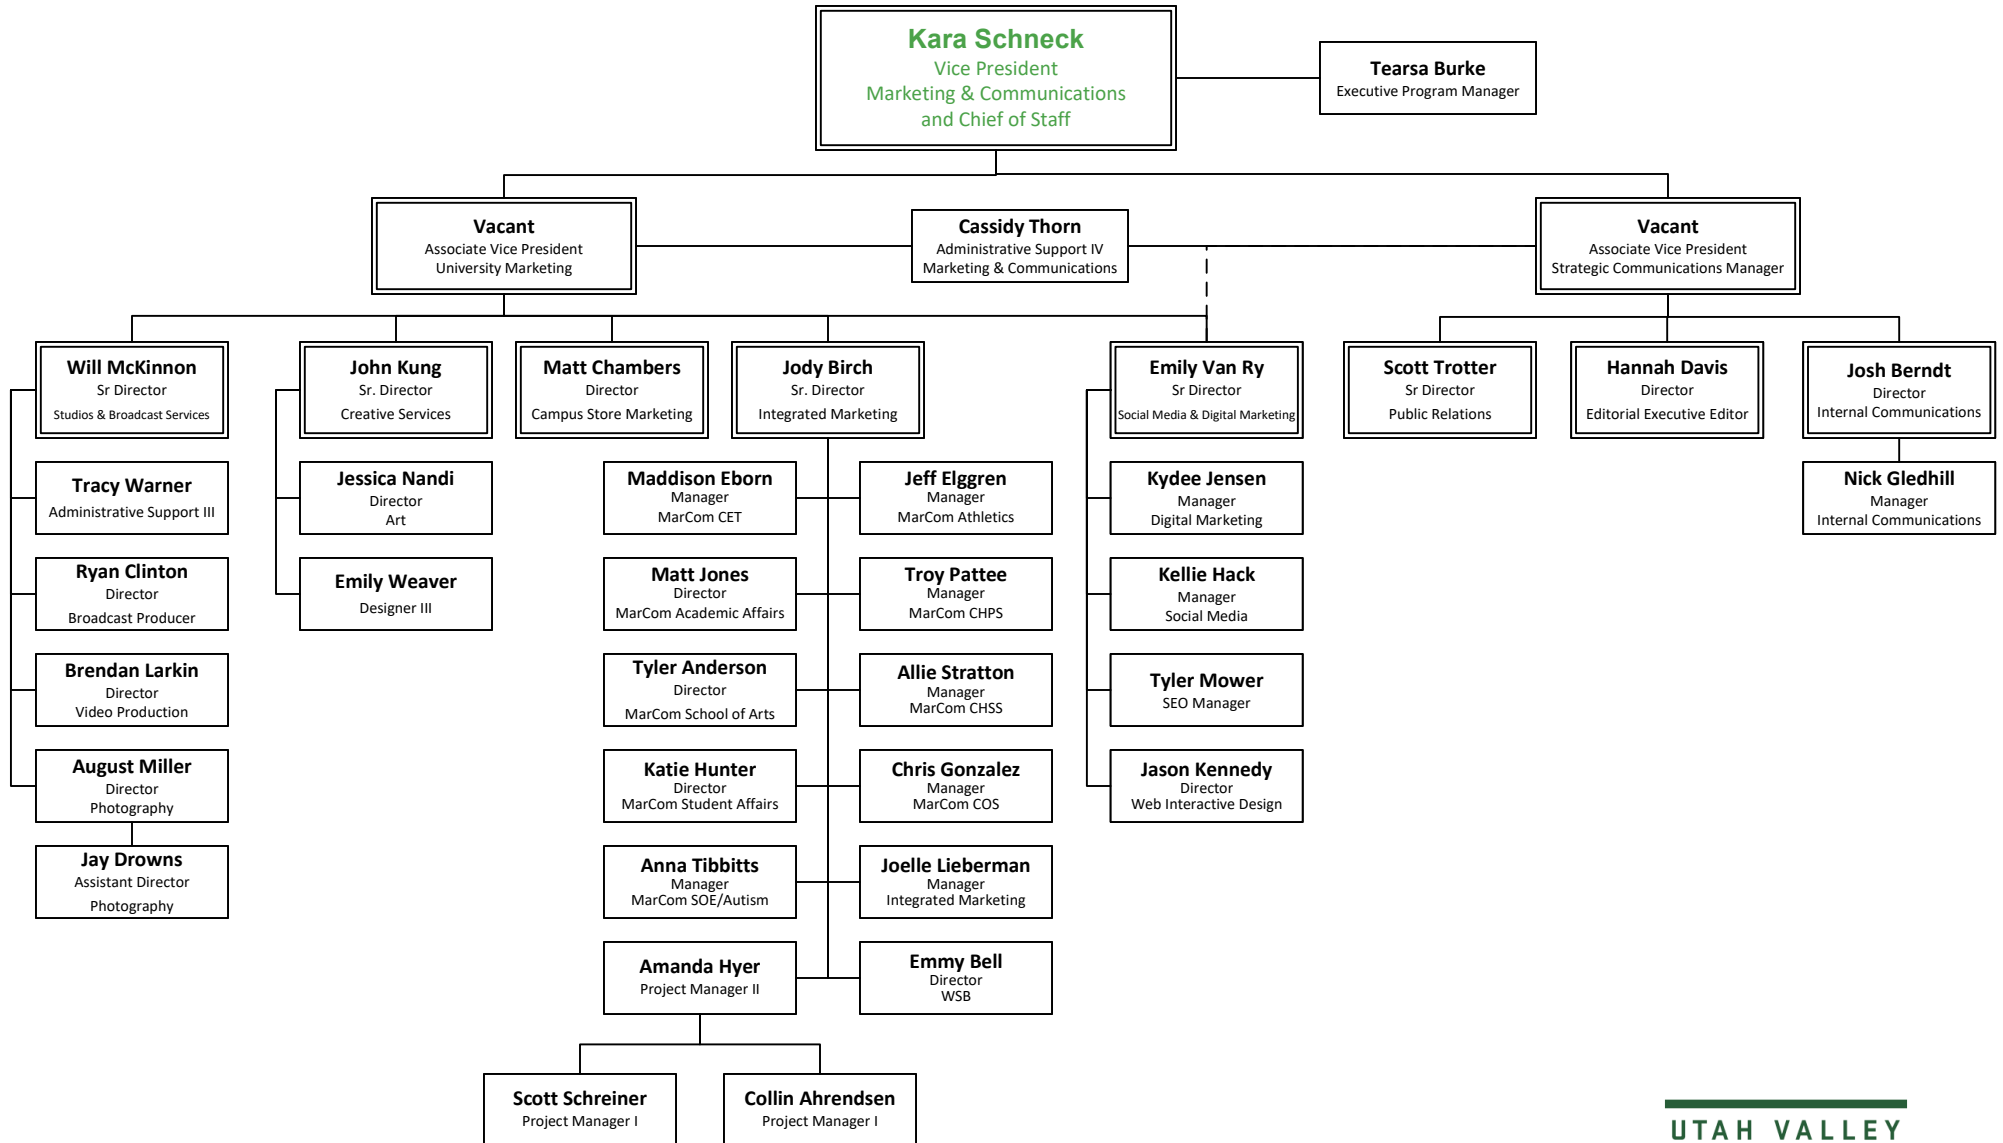 Kara Schneck
Vice President
Marketing & Communications
and Chief of Staff
Tearsa Burke
Executive Program Manager
Vacant
Associate Vice President
University Marketing
Cassidy Thorn
Administrative Support IV
Marketing & Communications
Vacant
Associate Vice President
Strategic Communications Manager
Will McKinnon
Sr Director
Studios & Broadcast Services
John Kung
Sr. Director
Creative Services
Matt Chambers
Director
Campus Store Marketing
Jody Birch
Sr. Director
Integrated Marketing
Emily Van Ry
Sr Director
Social Media & Digital Marketing
Scott Trotter
Sr Director
Public Relations
Hannah Davis
Director
Editorial Executive Editor
Josh Berndt
Director
Internal Communications
Tracy Warner
Administrative Support III
Jessica Nandi
Director
Art
Maddison Eborn
Manager
MarCom CET
Jeff Elggren
Manager
MarCom Athletics
Kydee Jensen
Manager
Digital Marketing
Nick Gledhill
Manager
Internal Communications
Ryan Clinton
Director
Broadcast Producer
Emily Weaver
Designer III
Matt Jones
Director
MarCom Academic Affairs
Troy Pattee
Manager
MarCom CHPS
Kellie Hack
Manager
Social Media
Brendan Larkin
Director
Video Production
Tyler Anderson
Director
MarCom School of Arts
Allie Stratton
Manager
MarCom CHSS
Tyler Mower
SEO Manager
August Miller
Director
Photography
Katie Hunter
Director
MarCom Student Affairs
Chris Gonzalez
Manager
MarCom COS
Jason Kennedy
Director
Web Interactive Design
Jay Drowns
Assistant Director
Photography
Anna Tibbitts
Manager
MarCom SOE/Autism
Joelle Lieberman
Manager
Integrated Marketing
Amanda Hyer
Project Manager II
Emmy Bell
Director
WSB
Scott Schreiner
Project Manager I
Collin Ahrendsen
Project Manager I
UTAH VALLEY